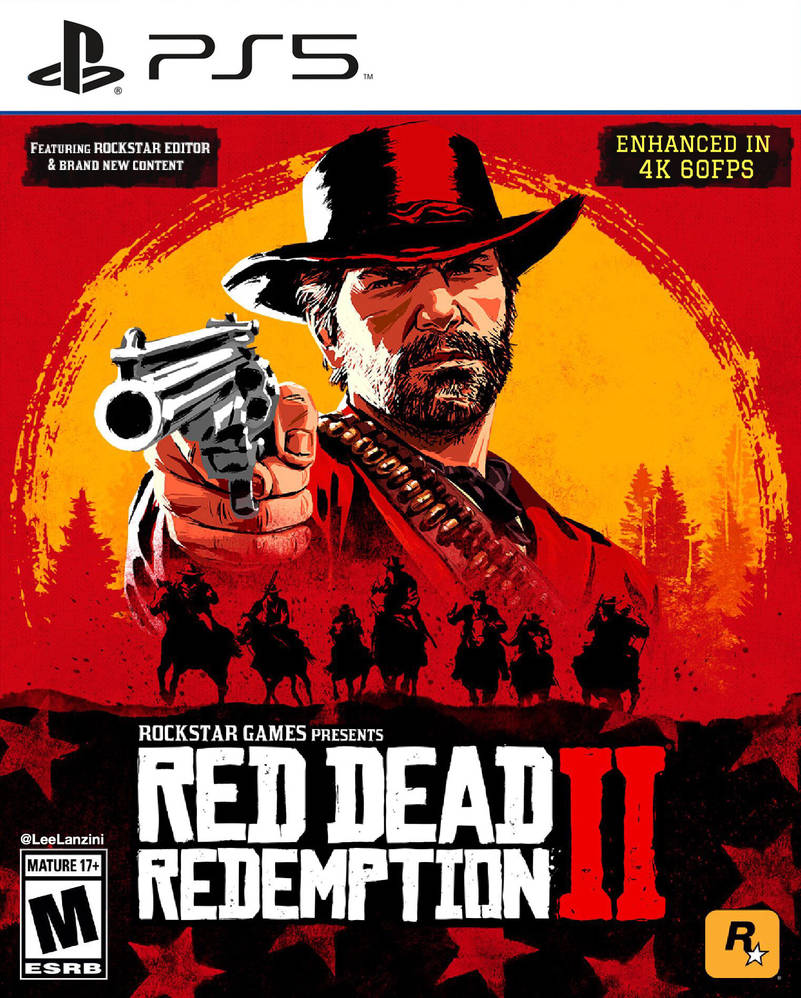 PS5™
®
FEATURING ROCKSTAR EDITOR
& BRAND NEW CONTENT
ENHANCED IN
4K 60FPS
ROCKSTAR GAMES PRESENTS
RED DEAD
REDEMPTION
II
@LeeLanzini
MATURE 17+
M
ESRB
R